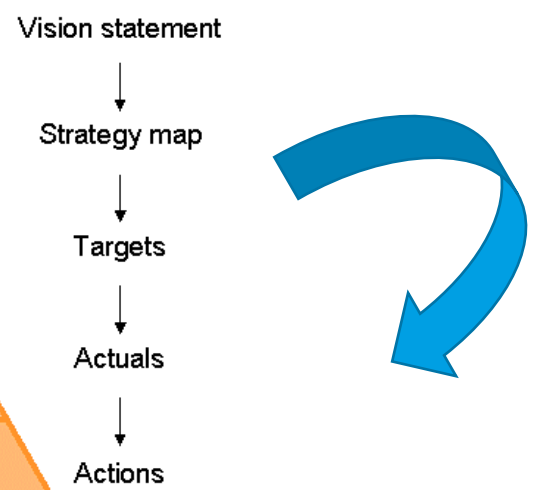 Vision statement
Strategy map
Targets
Actuals
Actions